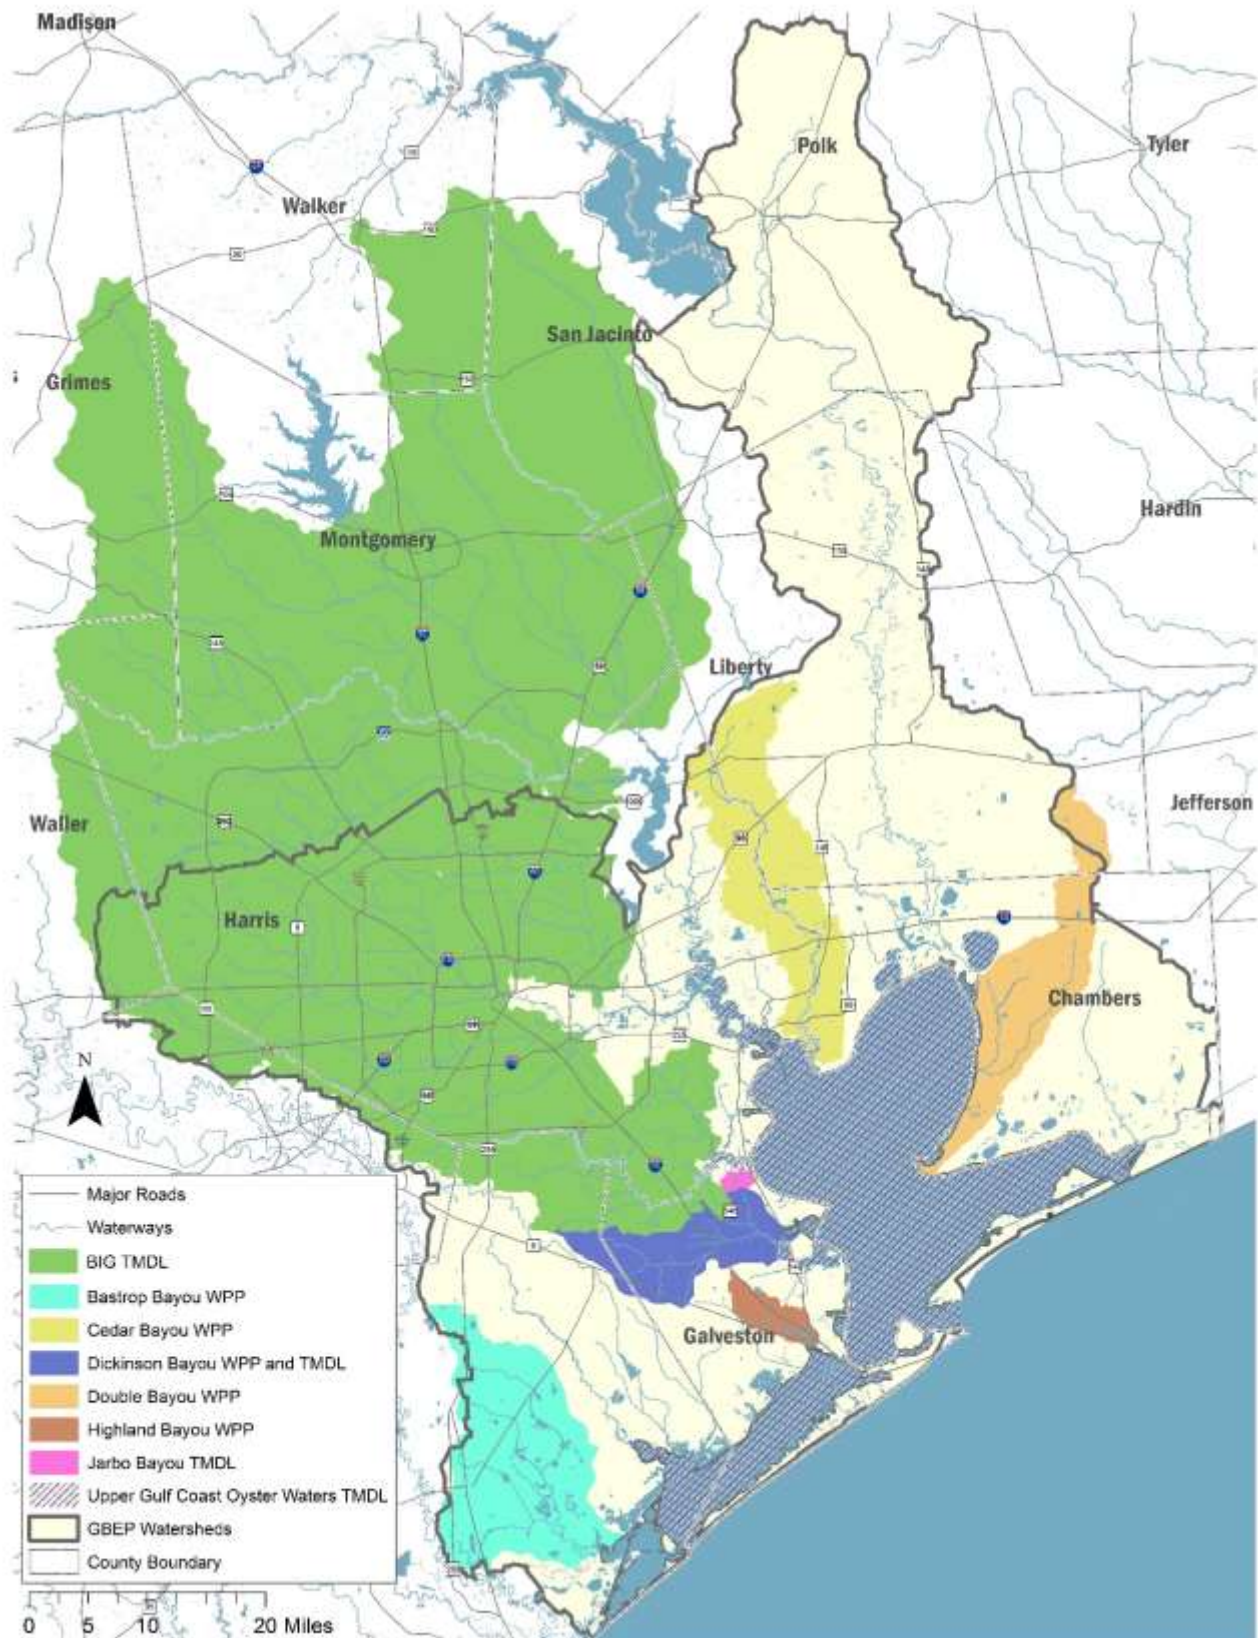 Madison
Polk
Tyler
Walker
San Jacinto
Grimes
Hardin
Montgomery
Liberty
Jefferson
Waller
Harris
Chambers
N
Galveston
Major Roads
Waterways
BIG TMDL
Bastrop Bayou WPP
Cedar Bayou WPP
Dickinson Bayou WPP and TMDL
Double Bayou WPP
Highland Bayou WPP
Jarbo Bayou TMDL
Upper Gulf Coast Oyster Waters TMDL
GBEP Watersheds
County Boundary
0 5 10 20 Miles